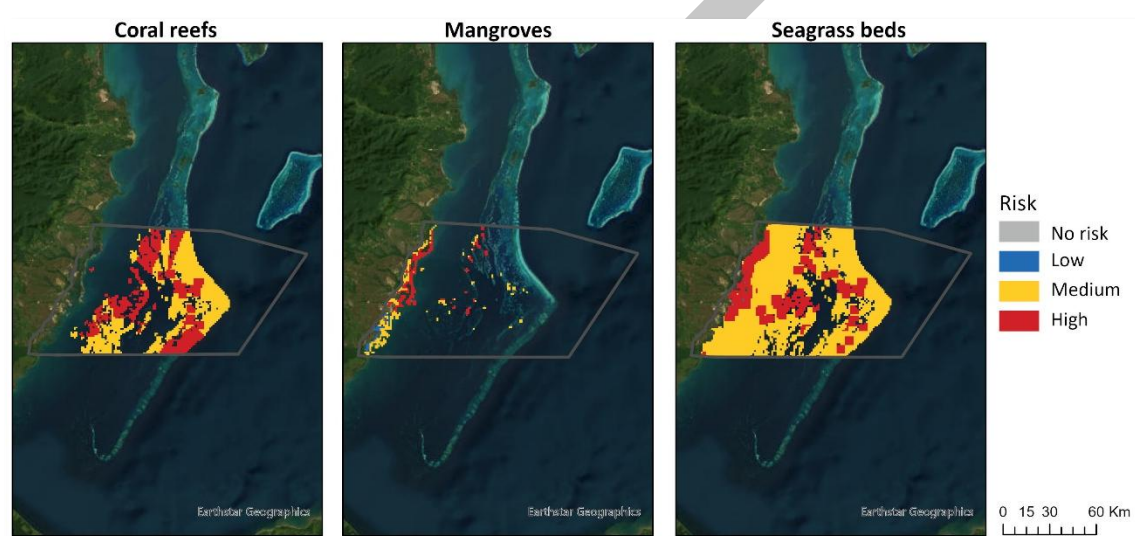 Coral reefs
Mangroves
Seagrass beds
Earthstar Geographics
Earthstar Geographics
Earthstar Geographics
Risk
No risk
Low
Medium
High
0 15 30 60 Km